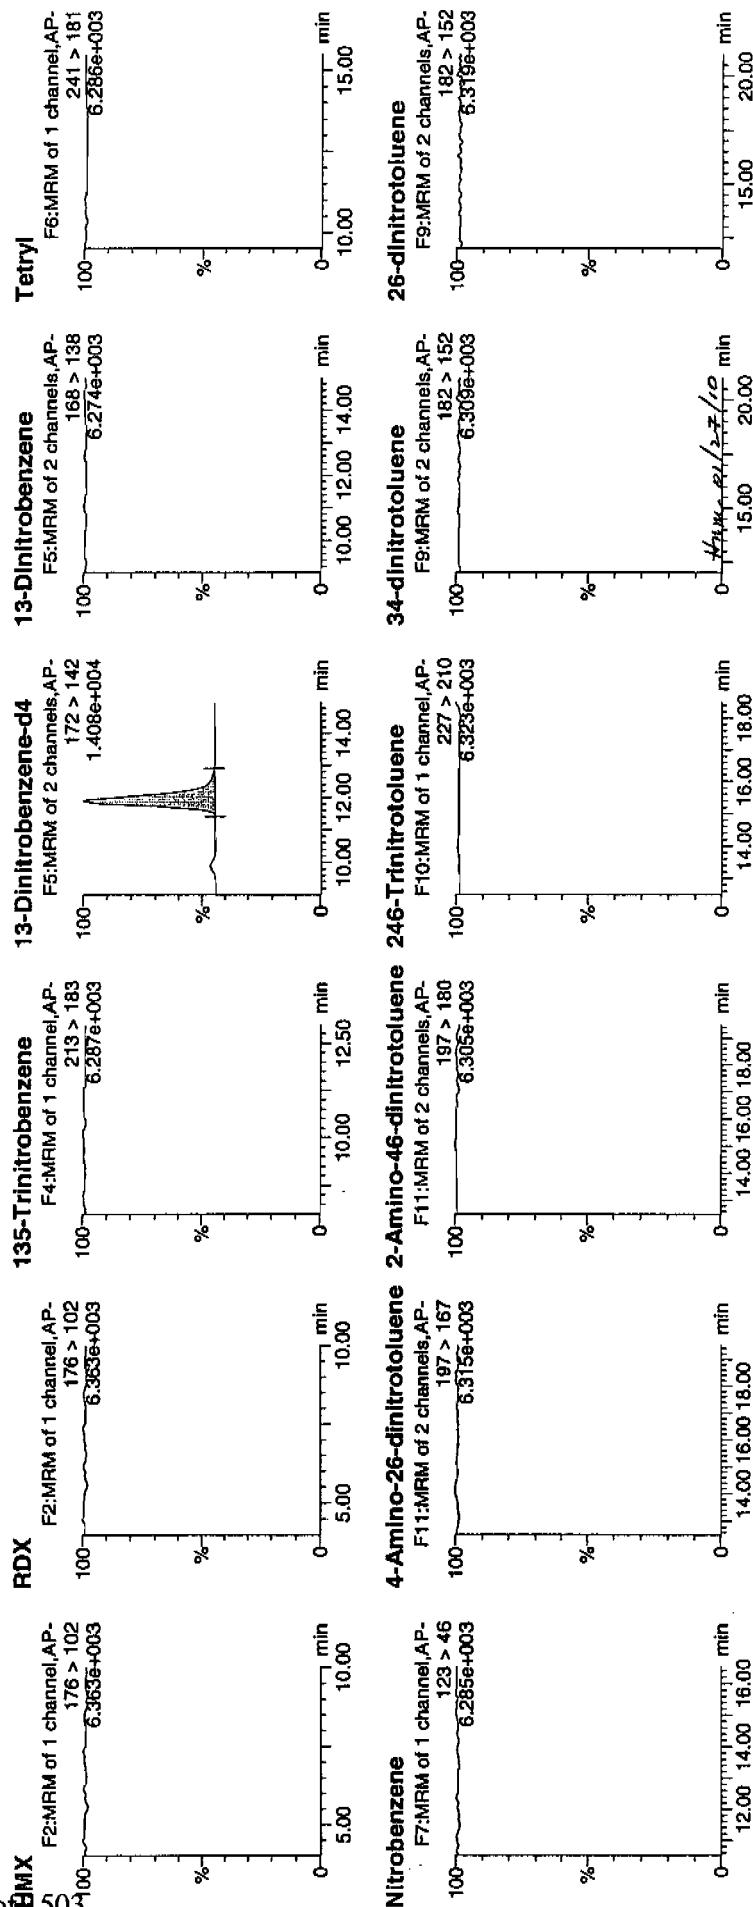 HMX
F2:MRM of 1 channel,AP-
176 > 102
6.363e+003
100
%
0
5.00
10.00
min
RDX
F2:MRM of 1 channel,AP-
176 > 102
6.363e+003
100
%
0
5.00
10.00
min
135-Trinitrobenzene
F4:MRM of 1 channel,AP-
213 > 183
6.287e+003
100
%
0
10.00
12.50
min
13-Dinitrobenzene-d4
F5:MRM of 2 channels,AP-
172 > 142
1.408e+004
100
%
0
10.00
12.00
14.00
min
13-Dinitrobenzene
F5:MRM of 2 channels,AP-
168 > 138
6.274e+003
100
%
0
10.00
12.00
14.00
min
Tetryl
F6:MRM of 1 channel,AP-
241 > 181
6.286e+003
100
%
0
10.00
15.00
min
Nitrobenzene
F7:MRM of 1 channel,AP-
123 > 46
6.285e+003
100
%
0
12.00
14.00
16.00
min
4-Amino-26-dinitrotoluene
F11:MRM of 2 channels,AP-
197 > 167
6.315e+003
100
%
0
14.00
16.00
18.00
min
2-Amino-46-dinitrotoluene
F11:MRM of 2 channels,AP-
197 > 180
6.305e+003
100
%
0
14.00
16.00
18.00
min
246-Trinitrotoluene
F10:MRM of 1 channel,AP-
227 > 210
6.323e+003
100
%
0
14.00
16.00
18.00
min
34-dinitrotoluene
F9:MRM of 2 channels,AP-
182 > 152
6.309e+003
100
%
0
15.00
20.00
min
01/27/10
26-dinitrotoluene
F9:MRM of 2 channels,AP-
182 > 152
6.319e+003
100
%
0
15.00
20.00
min
503